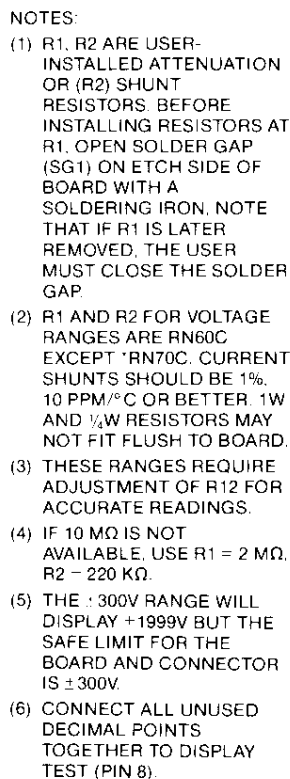 NOTES:
(1) R1, R2 ARE USER-
INSTALLED ATTENUATION
OR (R2) SHUNT
RESISTORS. BEFORE
INSTALLING RESISTORS AT
R1, OPEN SOLDER GAP
(SG1) ON ETCH SIDE OF
BOARD WITH A
SOLDERING IRON, NOTE
THAT IF R1 IS LATER
REMOVED, THE USER
MUST CLOSE THE SOLDER
GAP.
(2) R1 AND R2 FOR VOLTAGE
RANGES ARE RN60C
EXCEPT *RN70C. CURRENT
SHUNTS SHOULD BE 1%,
10 PPM/°C OR BETTER. 1W
AND ¼W RESISTORS MAY
NOT FIT FLUSH TO BOARD.
(3) THESE RANGES REQUIRE
ADJUSTMENT OF R12 FOR
ACCURATE READINGS.
(4) IF 10 MΩ IS NOT
AVAILABLE, USE R1 = 2 MΩ,
R2 = 220 KΩ.
(5) THE ±300V RANGE WILL
DISPLAY +1999V BUT THE
SAFE LIMIT FOR THE
BOARD AND CONNECTOR
IS ±300V.
(6) CONNECT ALL UNUSED
DECIMAL POINTS
TOGETHER TO DISPLAY
TEST (PIN 8).